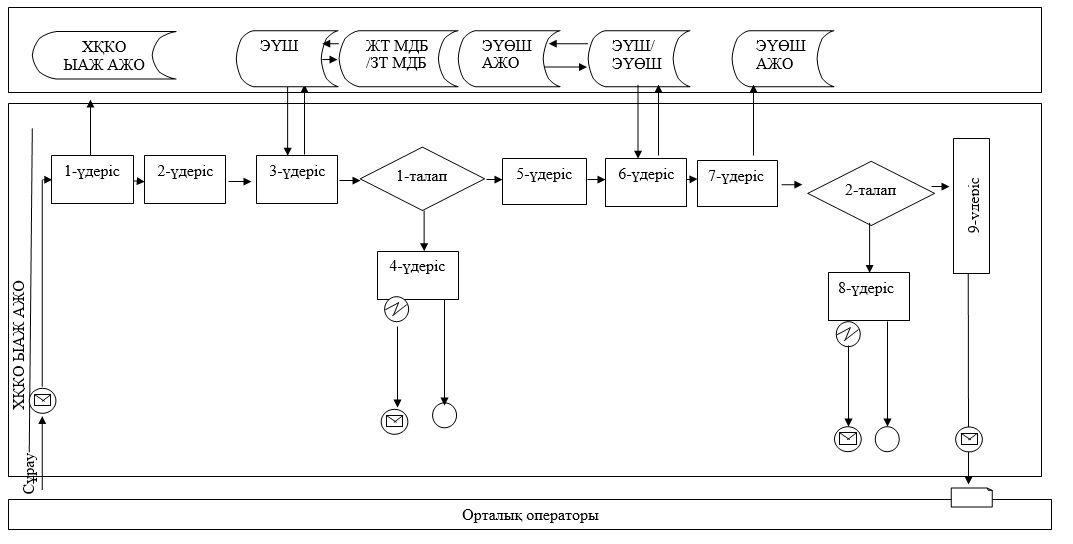 ХҚКО
ЫАЖ АЖО
ЭҮШ
ЖТ МДБ
/ЗТ МДБ
ЭҮӨШ
АЖО
ЭҮШ/
ЭҮӨШ
ЭҮӨШ
АЖО
1-үдеріс
2-үдеріс
3-үдеріс
1-талап
5-үдеріс
6-үдеріс
7-үдеріс
2-талап
9-үдеріс
4-үдеріс
8-үдеріс
ХҚКО ЫАЖ АЖО
Сұрау
Орталық операторы